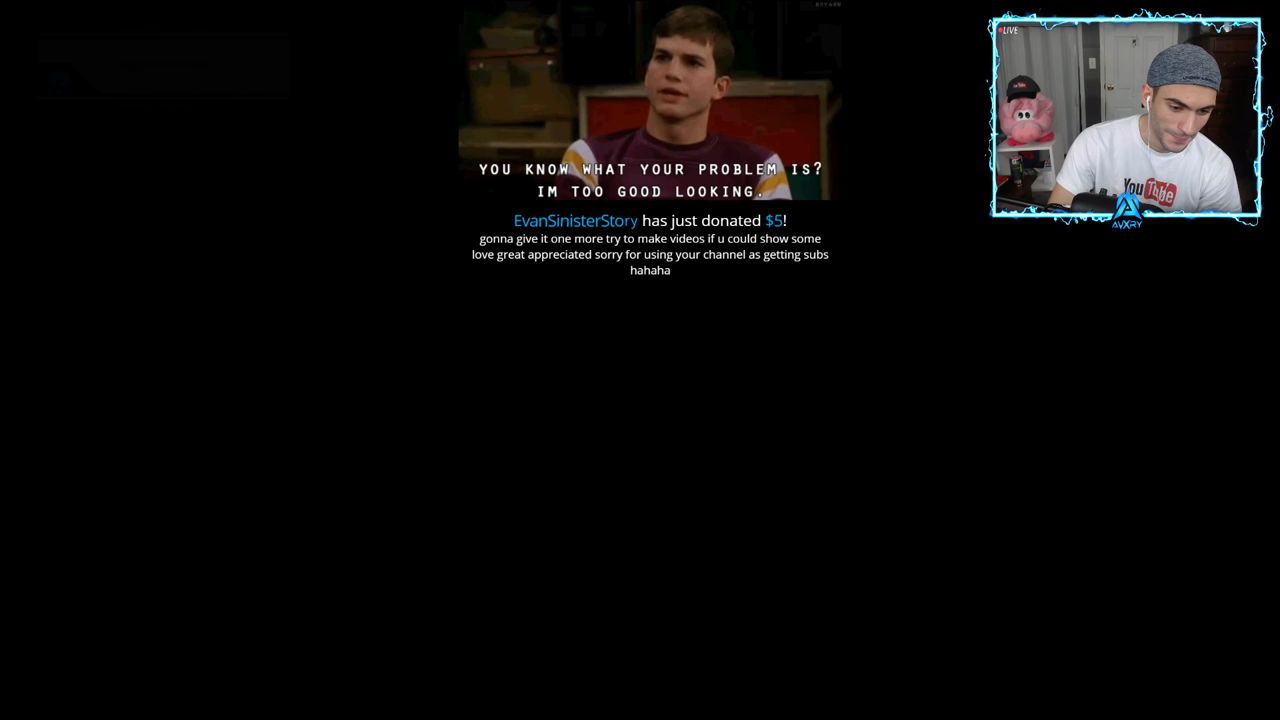 YOU KNOW WHAT YOUR PROBLEM IS?
IM TOO GOOD LOOKING.
EvanSinisterStory has just donated $5!
gonna give it one more try to make videos if u could show some
love great appreciated sorry for using your channel as getting subs
hahaha
LIVE
You Tube
AVXRY